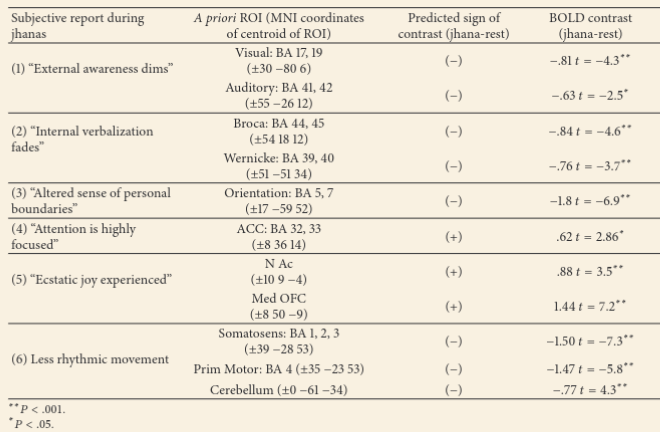 Subjective report during jhanas	A priori ROI (MNI coordinates of centroid of ROI)	Predicted sign of contrast (jhana-rest)	BOLD contrast (jhana-rest)
(1) “External awareness dims”	Visual: BA 17, 19 (±30 −80 6)	(−)	−.81 t = −4.3**
Auditory: BA 41, 42 (±55 −26 12)	(−)	−.63 t = −2.5*
(2) “Internal verbalization fades”	Broca: BA 44, 45 (±54 18 12)	(−)	−.84 t = −4.6**
Wernicke: BA 39, 40 (±51 −51 34)	(−)	−.76 t = −3.7**
(3) “Altered sense of personal boundaries”	Orientation: BA 5, 7 (±17 −59 52)	(−)	−1.8 t = −6.9**
(4) “Attention is highly focused”	ACC: BA 32, 33 (±8 36 14)	(+)	.62 t = 2.86*
(5) “Ecstatic joy experienced”	N Ac (±10 9 −4)	(+)	.88 t = 3.5**
Med OFC (±8 50 −9)	(+)	1.44 t = 7.2**
(6) Less rhythmic movement	Somatosens: BA 1, 2, 3 (±39 −28 53)	(−)	−1.50 t = −7.3**
Prim Motor: BA 4 (±35 −23 53)	(−)	−1.47 t = −5.8**
Cerebellum (±0 −61 −34)	(−)	−.77 t = 4.3**
**P < .001.
*P < .05.